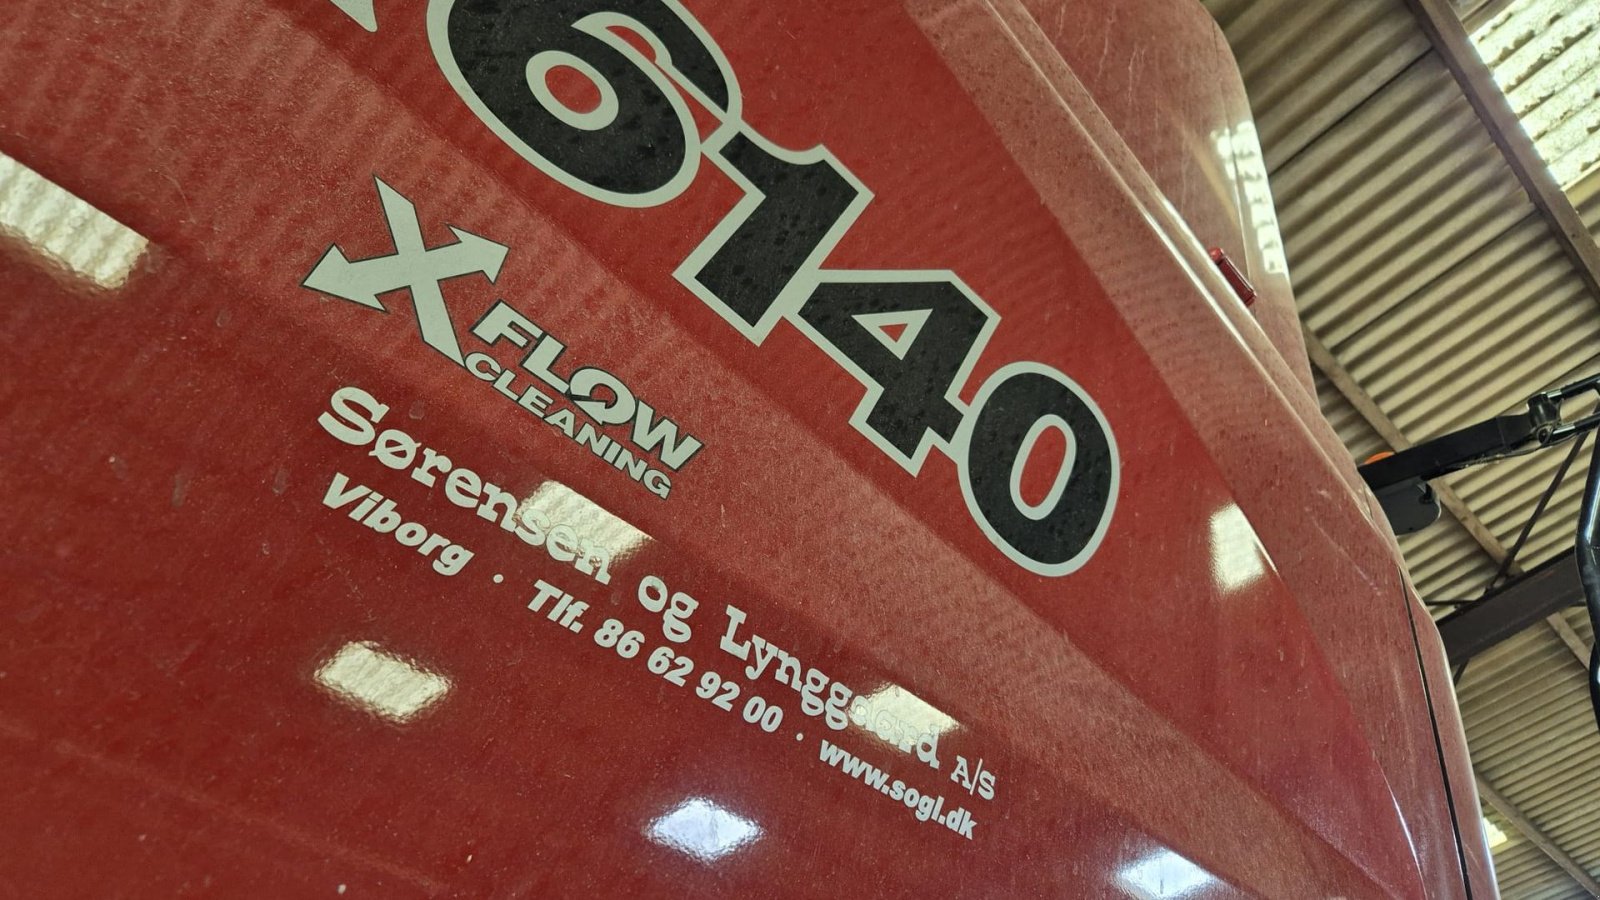 6140
X FLOW
CLEANING
Sørensen og Lynggaard A/S
Viborg · Tlf. 86 62 92 00 · www.sogl.dk